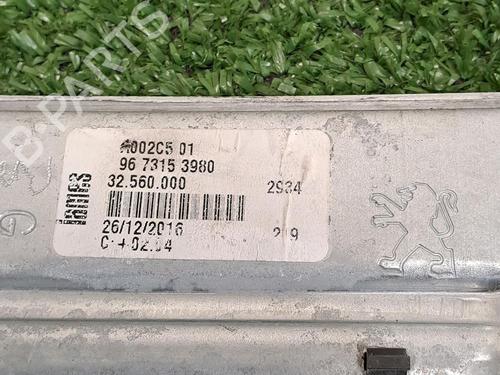 A002C5 01
96 7315 3980
32.560.000 2934
26/12/2016 219
C:+02.04
B-PARTS